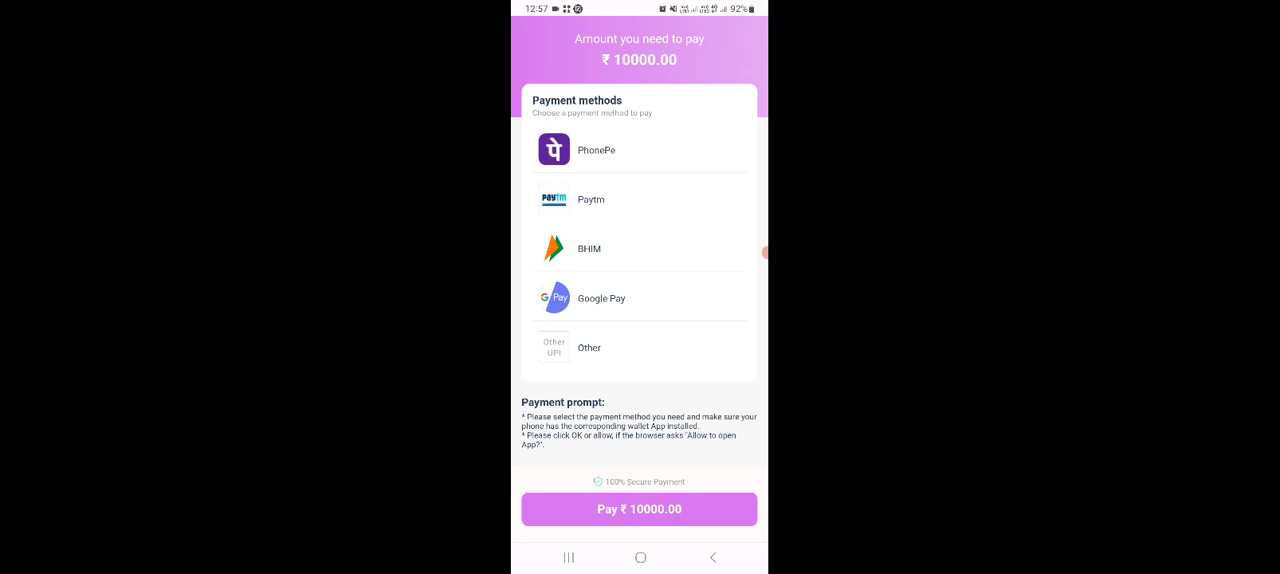 12:57
92%
Amount you need to pay
₹ 10000.00
Payment methods
Choose a payment method to pay
पे
PhonePe
Paytm
Paytm
BHIM
G Pay
Google Pay
Other
UPI
Other
Payment prompt:
* Please select the payment method you need and make sure your
phone has the corresponding wallet App installed.
* Please click OK or allow, if the browser asks "Allow to open
App?".
100% Secure Payment
Pay ₹ 10000.00